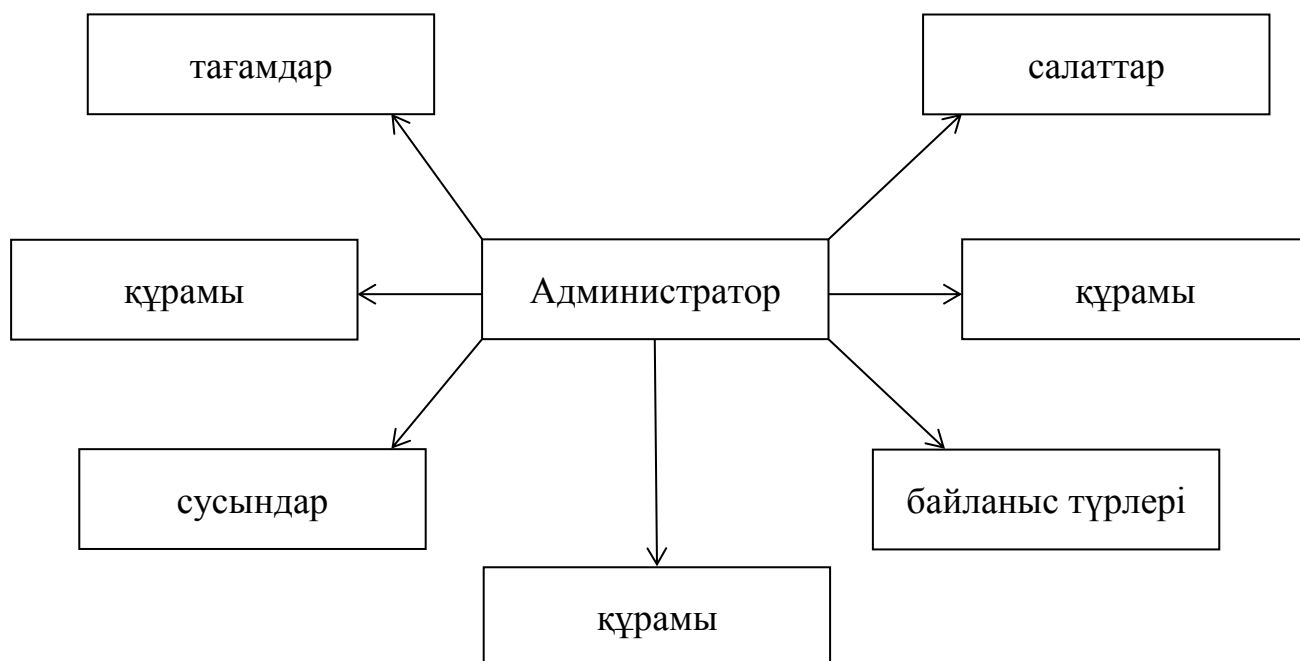 тағамдар
салаттар
құрамы
Администратор
құрамы
сусындар
байланыс түрлері
құрамы